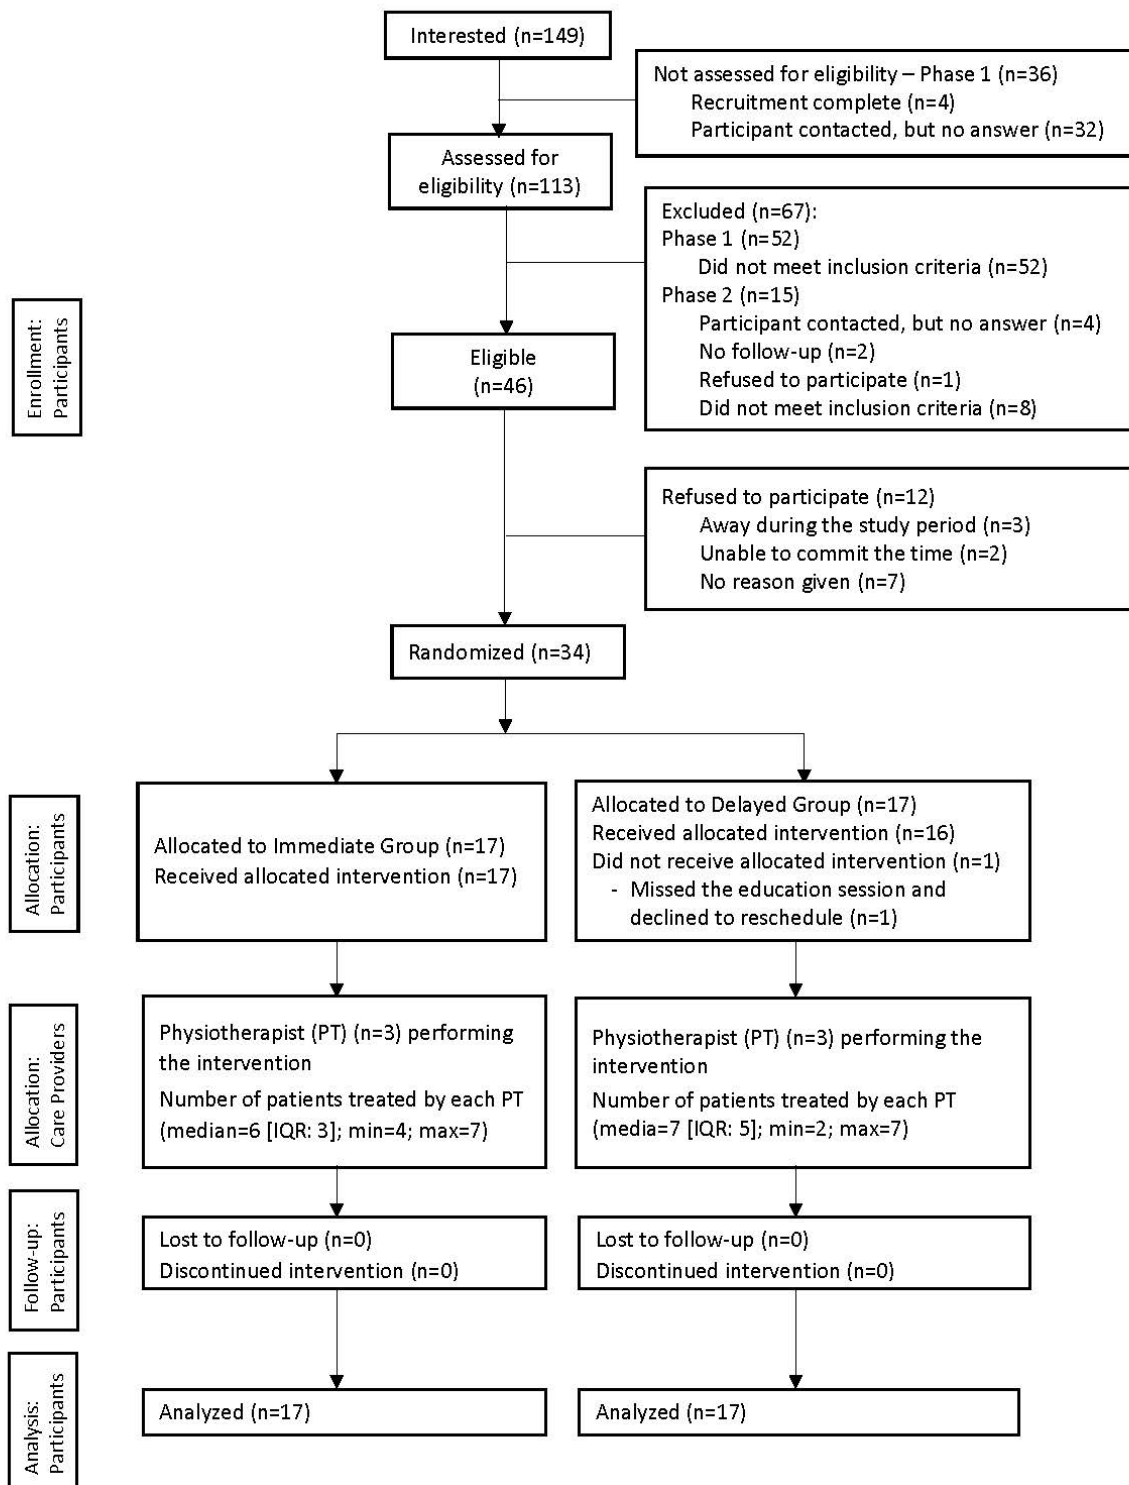 Interested (n=149)
Not assessed for eligibility – Phase 1 (n=36)
Recruitment complete (n=4)
Participant contacted, but no answer (n=32)
Assessed for
eligibility (n=113)
Excluded (n=67):
Phase 1 (n=52)
Did not meet inclusion criteria (n=52)
Phase 2 (n=15)
Participant contacted, but no answer (n=4)
No follow-up (n=2)
Refused to participate (n=1)
Did not meet inclusion criteria (n=8)
Enrollment:
Participants
Eligible
(n=46)
Refused to participate (n=12)
Away during the study period (n=3)
Unable to commit the time (n=2)
No reason given (n=7)
Randomized (n=34)
Allocation:
Participants
Allocated to Immediate Group (n=17)
Received allocated intervention (n=17)
Allocated to Delayed Group (n=17)
Received allocated intervention (n=16)
Did not receive allocated intervention (n=1)
- Missed the education session and
declined to reschedule (n=1)
Allocation:
Care Providers
Physiotherapist (PT) (n=3) performing
the intervention
Number of patients treated by each PT
(median=6 [IQR: 3]; min=4; max=7)
Physiotherapist (PT) (n=3) performing the
intervention
Number of patients treated by each PT
(media=7 [IQR: 5]; min=2; max=7)
Follow-up:
Participants
Lost to follow-up (n=0)
Discontinued intervention (n=0)
Lost to follow-up (n=0)
Discontinued intervention (n=0)
Analysis:
Participants
Analyzed (n=17)
Analyzed (n=17)